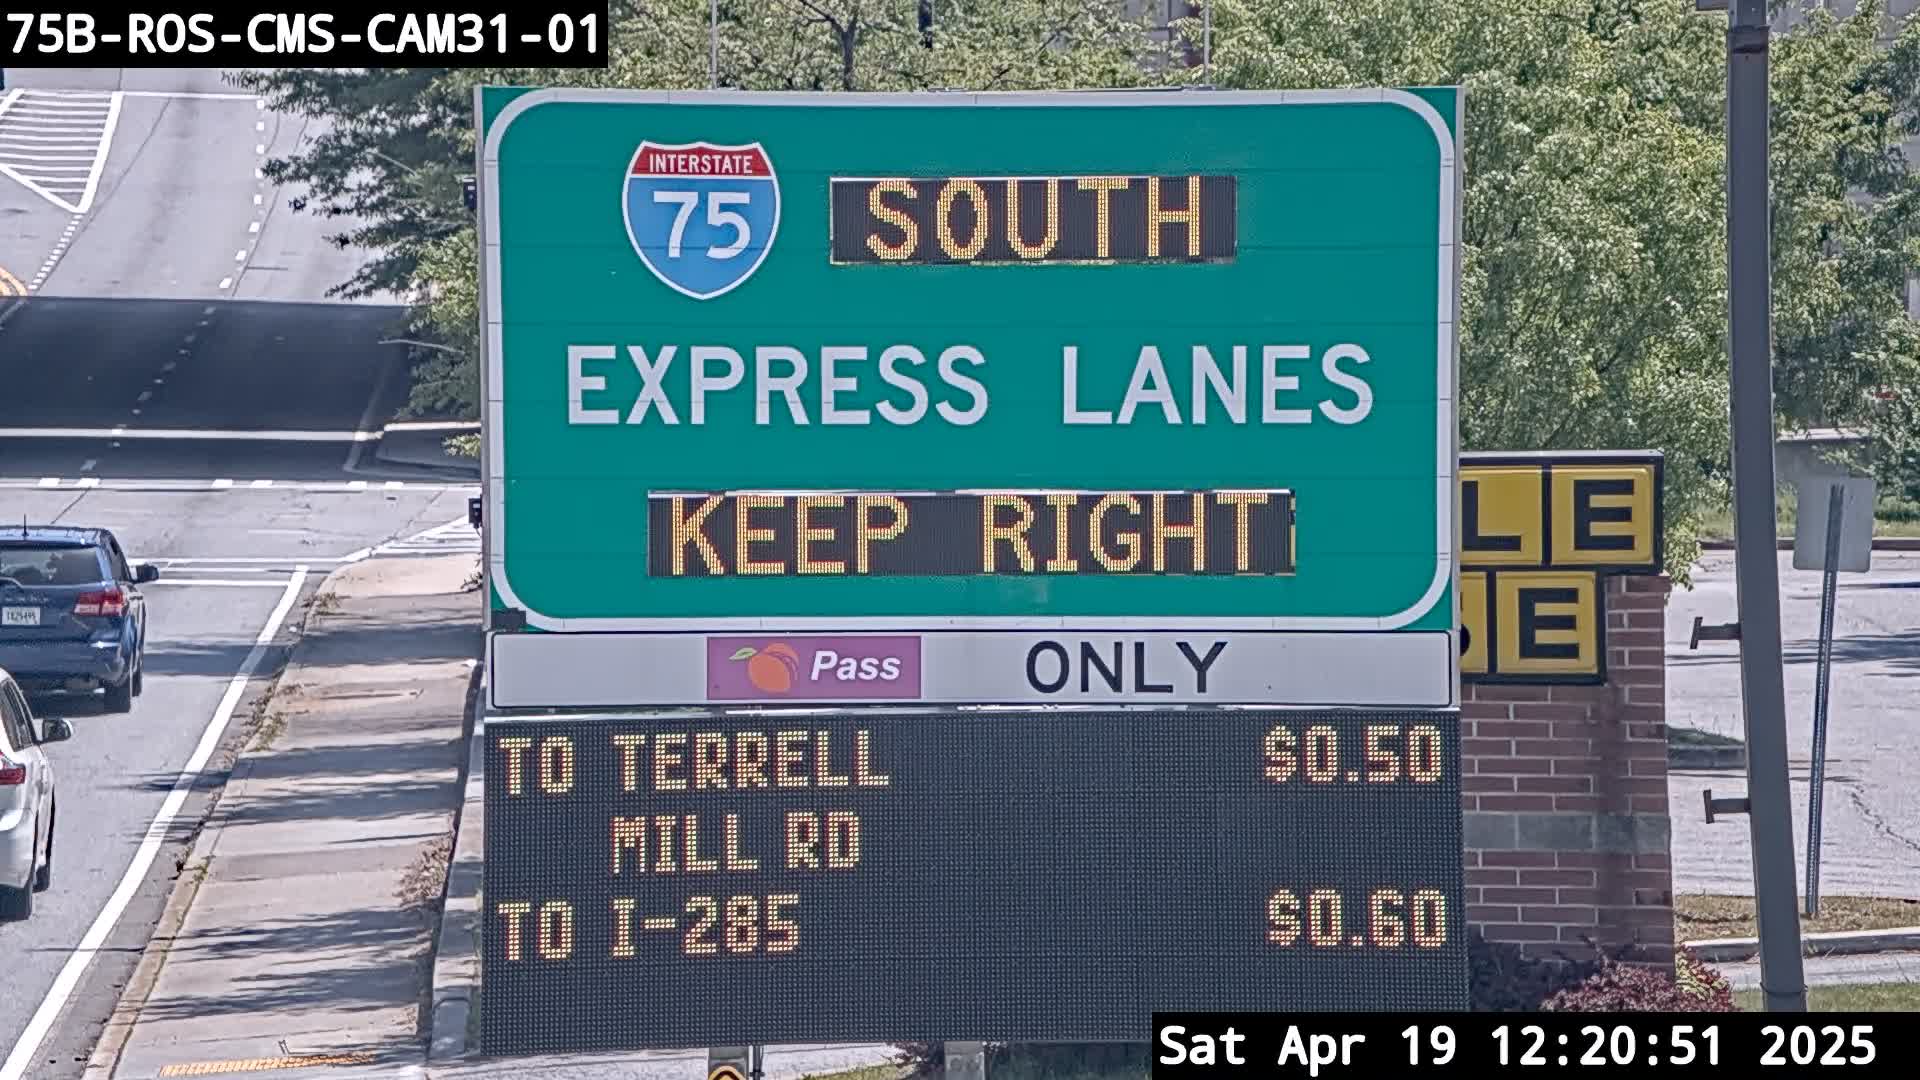 75B-ROS-CMS-CAM31-01
INTERSTATE
75
SOUTH
EXPRESS LANES
KEEP RIGHT
Pass ONLY
TO TERRELL $0.50
MILL RD
TO I-285 $0.60
LE
E
Sat Apr 19 12:20:51 2025